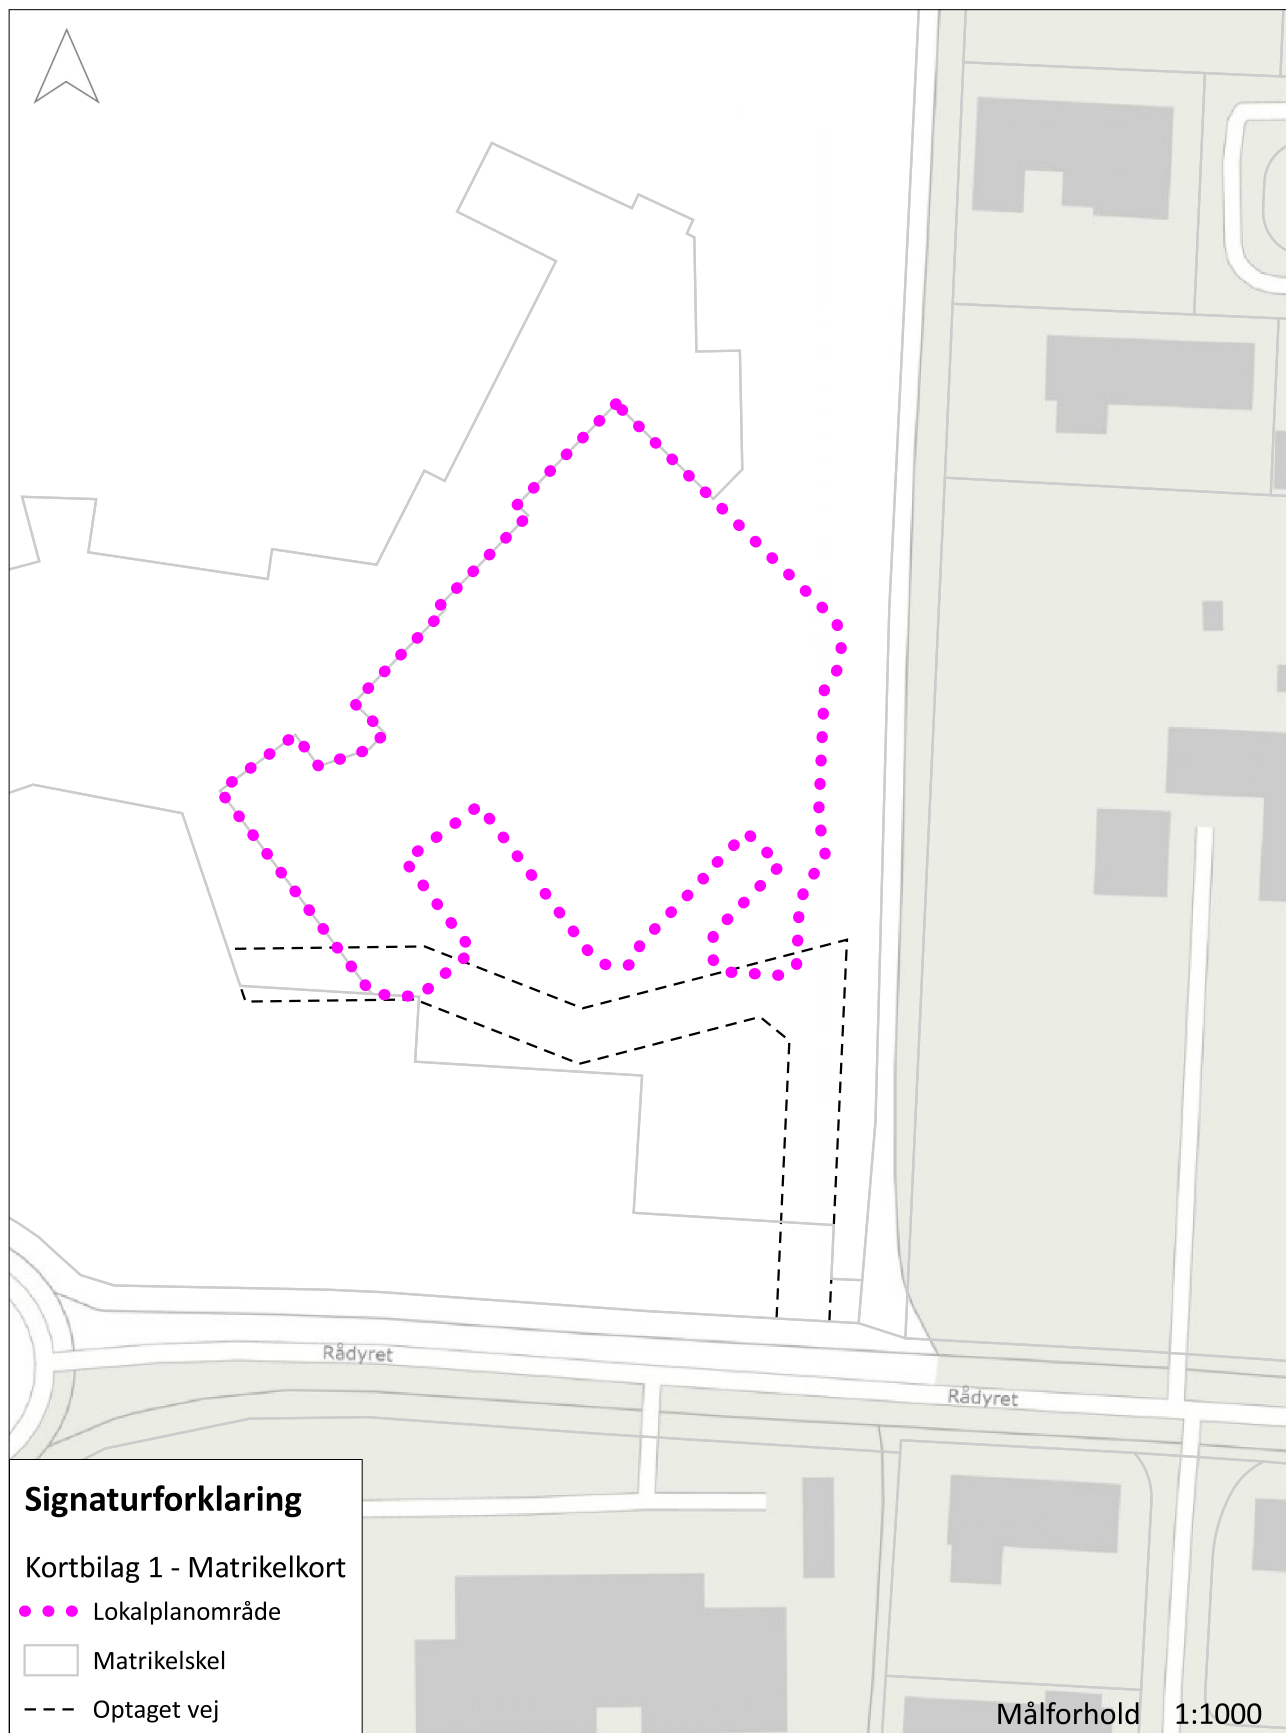 Rådyret
Rådyret
Signaturforklaring
Kortbilag 1 - Matrikelkort
Lokalplanområde
Matrikelskel
Optaget vej
Målforhold 1:1000